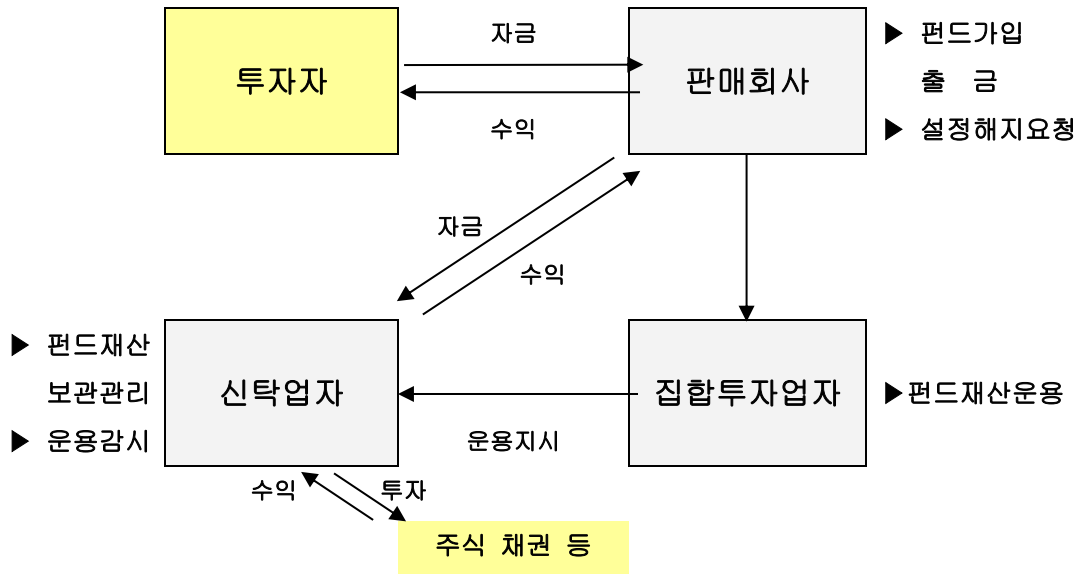 자금
▶ 펀드가입
투자자
판매회사
출 금
수익
▶ 설정해지요청
자금
수익
▶ 펀드재산
보관관리
▶ 운용감시
신탁업자
집합투자업자
▶펀드재산운용
운용지시
수익
투자
주식 채권 등